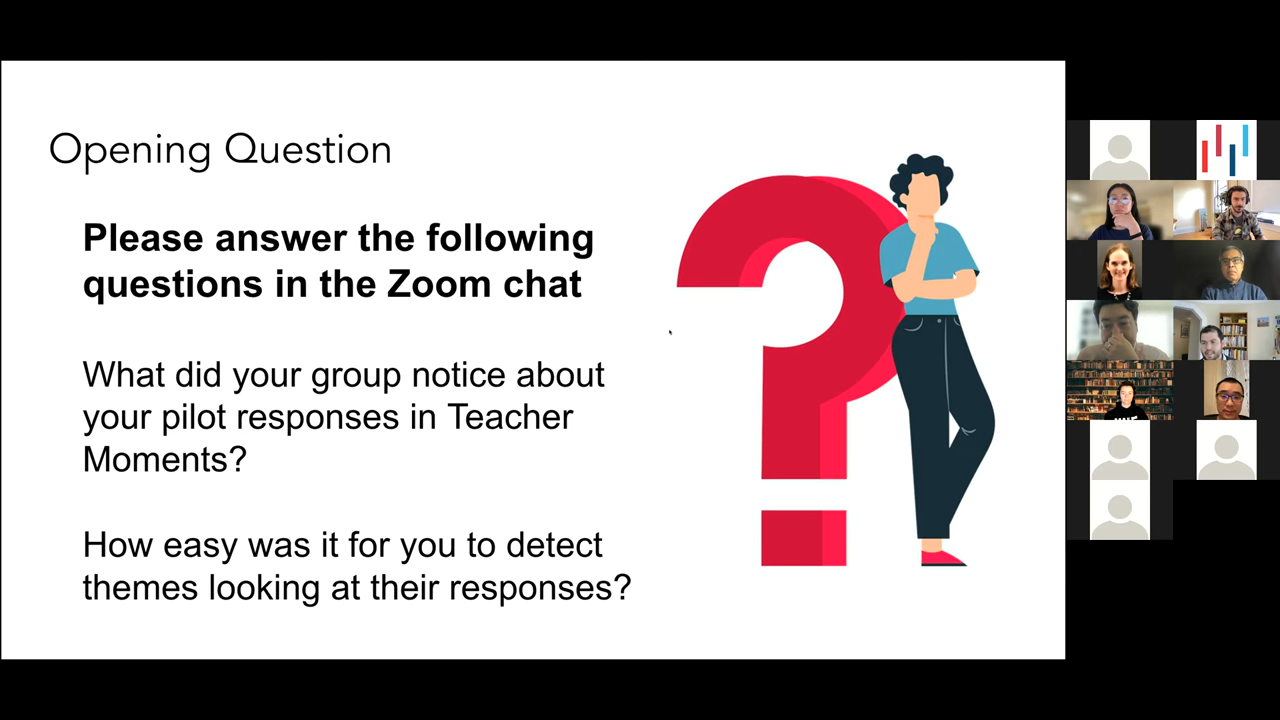 Opening Question
Please answer the following
questions in the Zoom chat
What did your group notice about
your pilot responses in Teacher
Moments?
How easy was it for you to detect
themes looking at their responses?